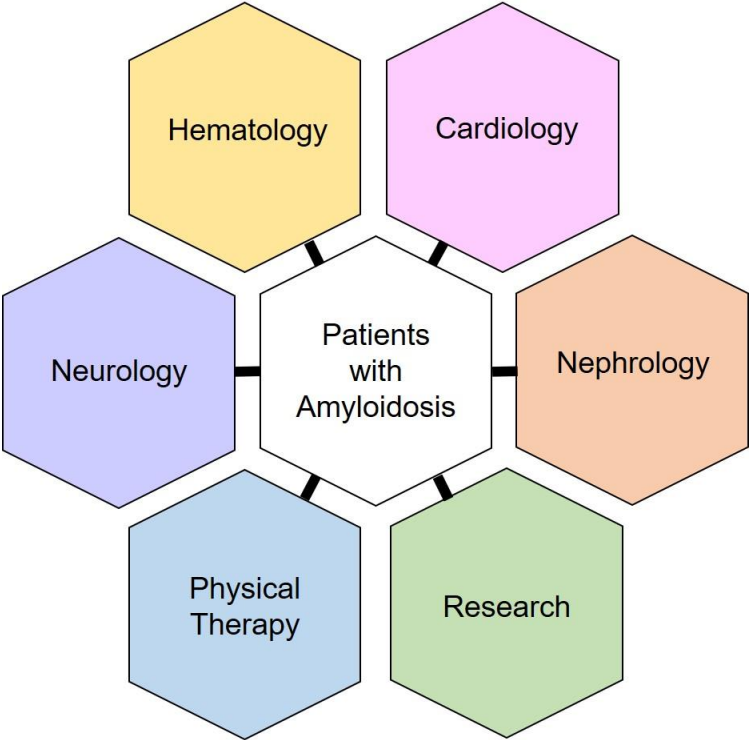 Hematology
Cardiology
Neurology
Patients
with
Amyloidosis
Nephrology
Physical
Therapy
Research